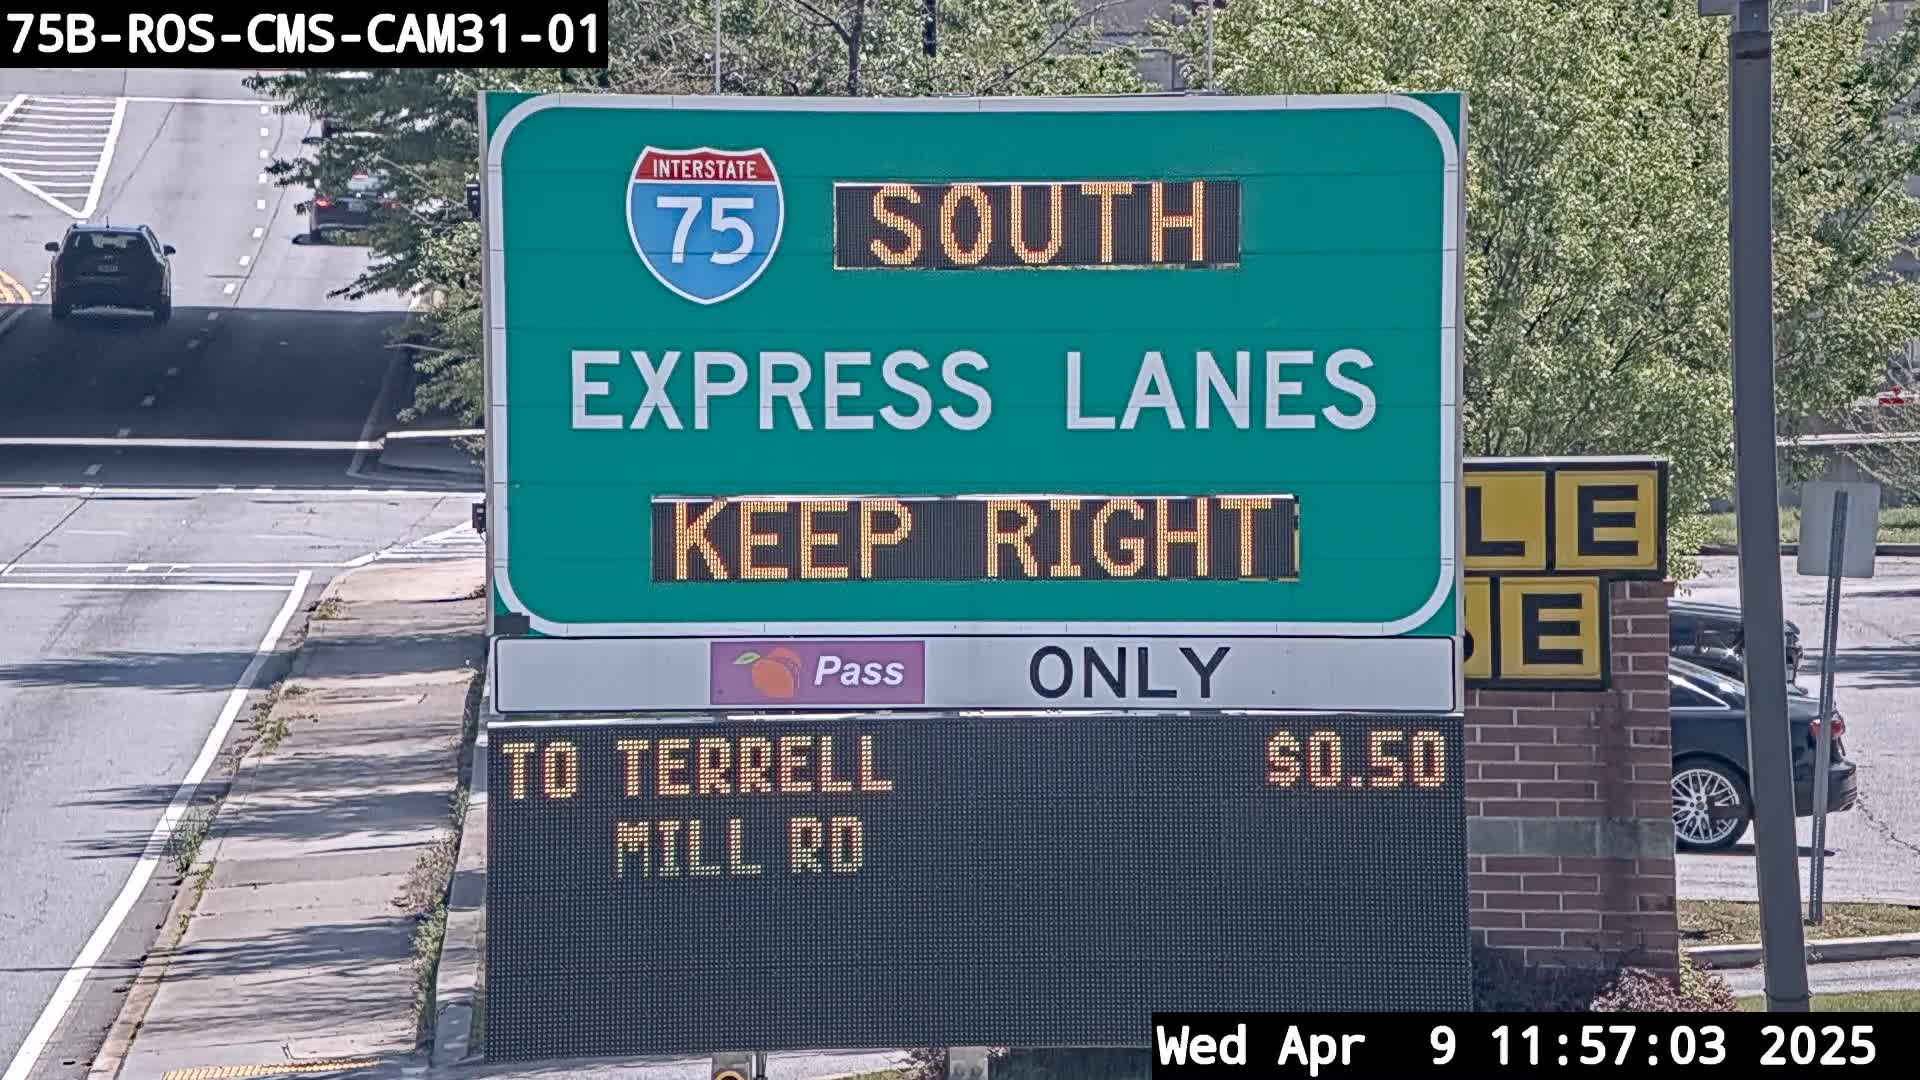 75B-ROS-CMS-CAM31-01
INTERSTATE
75
SOUTH
EXPRESS LANES
KEEP RIGHT
LE
E
Pass
ONLY
TO TERRELL $0.50
MILL RD
Wed Apr 9 11:57:03 2025